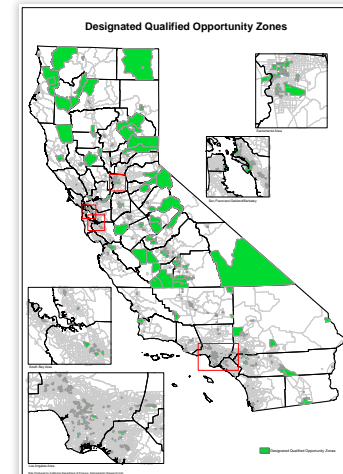 Designated Qualified Opportunity Zones
Sacramento Area
San Francisco/Oakland/Berkeley
South Bay Area
Los Angeles Area
Designated Qualified Opportunity Zones